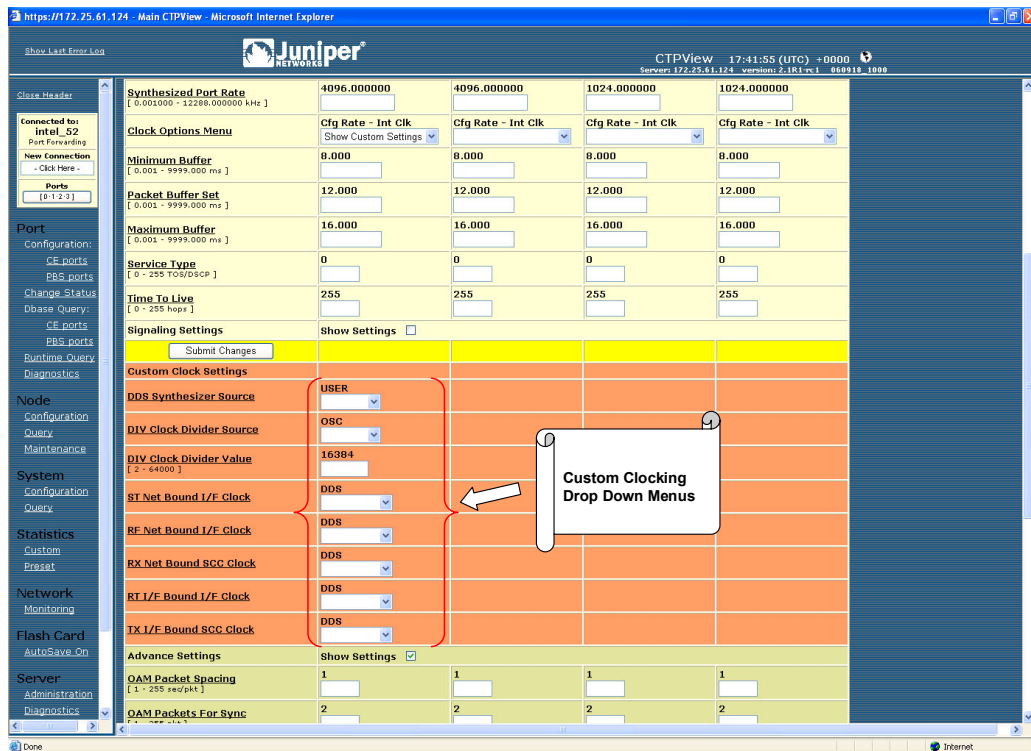 https://172.25.61.124 - Main CTPView - Microsoft Internet Explorer
Show Last Error Log
Juniper®
NETWORKS
CTPView 17:41:55 (UTC) +0000
Server: 172.25.61.124 version: 2.1R1-rc1 060918_1000
Close Header
Connected to:
intel_52
Port Forwarding
New Connection
- Click Here -
Ports
[0-1-2-3]
Port
Configuration:
CE ports
PBS ports
Change Status
Dbase Query:
CE ports
PBS ports
Runtime Query
Diagnostics
Node
Configuration
Query
Maintenance
System
Configuration
Query
Statistics
Custom
Preset
Network
Monitoring
Flash Card
AutoSave On
Server
Administration
Diagnostics
Synthesized Port Rate 4096.000000 4096.000000 1024.000000 1024.000000
[ 0.001000 - 12288.000000 kHz ]
Clock Options Menu Cfg Rate - Int Clk Cfg Rate - Int Clk Cfg Rate - Int Clk Cfg Rate - Int Clk
Show Custom Settings
Minimum Buffer 8.000 8.000 8.000 8.000
[ 0.001 - 9999.000 ms ]
Packet Buffer Set 12.000 12.000 12.000 12.000
[ 0.001 - 9999.000 ms ]
Maximum Buffer 16.000 16.000 16.000 16.000
[ 0.001 - 9999.000 ms ]
Service Type 0 0 0 0
[ 0 - 255 TOS/DSCP ]
Time To Live 255 255 255 255
[ 0 - 255 hops ]
Signaling Settings Show Settings
Submit Changes
Custom Clock Settings
DDS Synthesizer Source USER
DIV Clock Divider Source OSC
DIV Clock Divider Value 16384
[ 2 - 64000 ]
ST Net Bound I/F Clock DDS
RF Net Bound I/F Clock DDS
RX Net Bound SCC Clock DDS
RT I/F Bound I/F Clock DDS
TX I/F Bound SCC Clock DDS
Custom Clocking
Drop Down Menus
Advance Settings Show Settings
OAM Packet Spacing 1 1 1 1
[ 1 - 255 sec/pkt ]
OAM Packets For Sync 2 2 2 2
Done
Internet